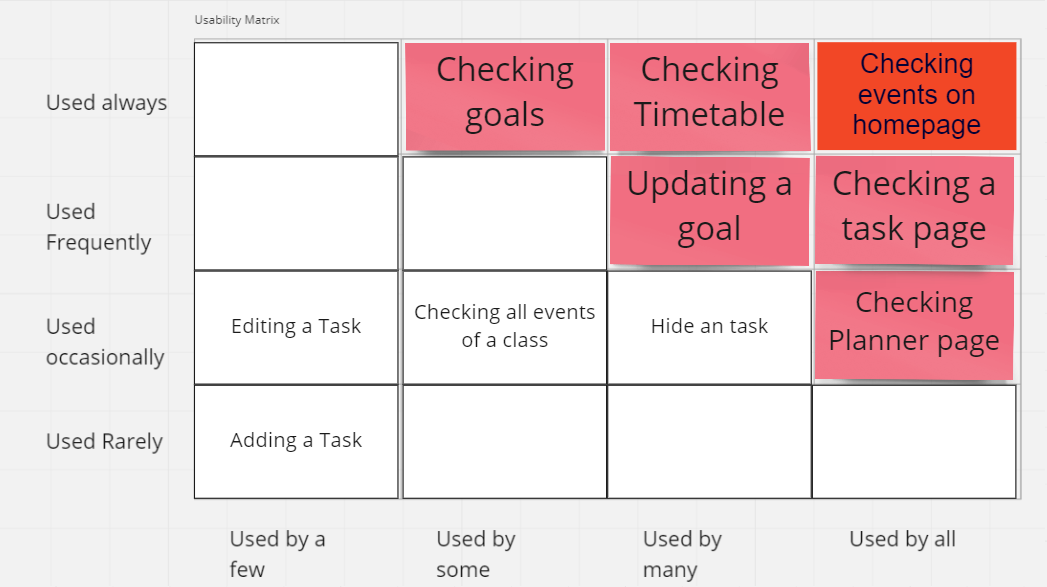 Usability Matrix
Used always
Checking
goals
Checking
Timetable
Checking
events on
homepage
Used
Frequently
Updating a
goal
Checking a
task page
Used
occasionally
Editing a Task
Checking all events
of a class
Hide an task
Checking
Planner page
Used Rarely
Adding a Task
Used by a
few
Used by
some
Used by
many
Used by all